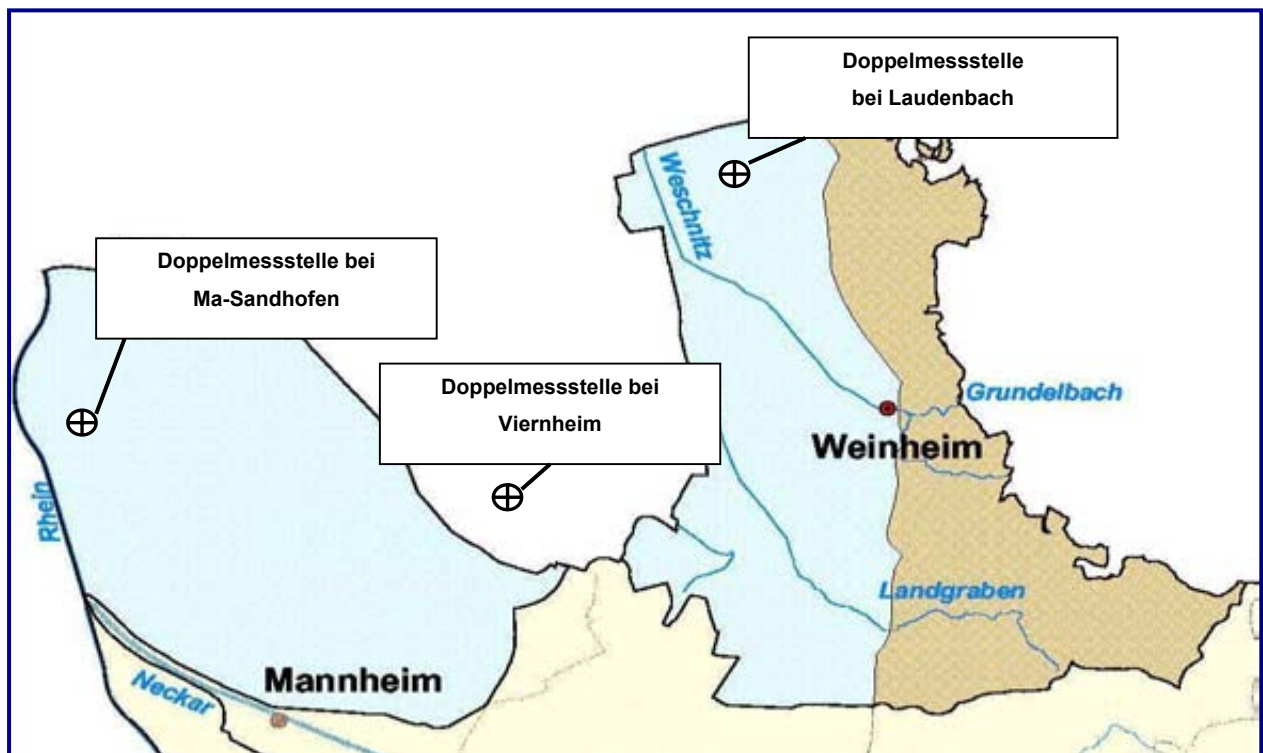 Doppelmessstelle
bei Laudenbach
Weschnitz
Doppelmessstelle bei
Ma-Sandhofen
Doppelmessstelle bei
Viernheim
Grundelbach
Weinheim
Rhein
Landgraben
Mannheim
Neckar